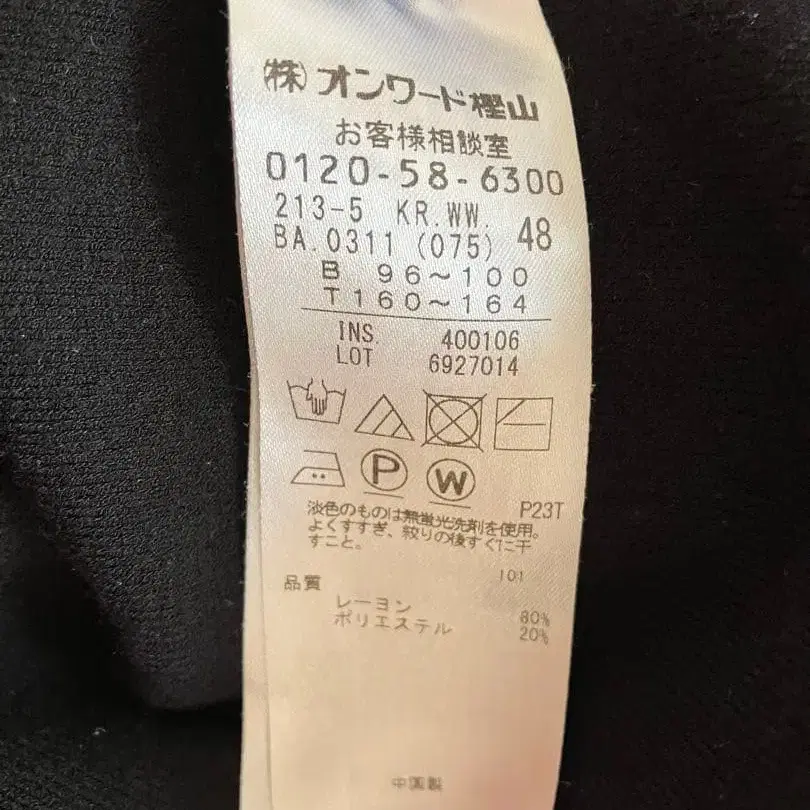 (株)オンワード樫山
お客様相談室
0120-58-6300
213-5 KR.WW. 48
BA.0311 (075)
B 96～100
T160～164
INS. 400106
LOT 6927014
P W
P23T
淡色のものは無蛍光洗剤を使用。
よくすすぎ、絞りの後すぐに干
すこと。
101
品質
レーヨン 80%
ポリエステル 20%
中国製